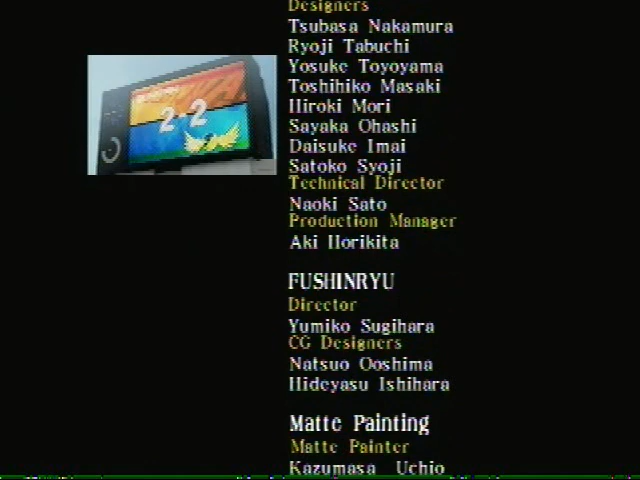 Designers
Tsubasa Nakamura
Ryoji Tabuchi
Yosuke Toyoyama
Toshihiko Masaki
Hiroki Mori
Sayaka Ohashi
Daisuke Imai
Satoko Syoji
Technical Director
Naoki Sato
Production Manager
Aki Horikita
2-2
FUSHINRYU
Director
Yumiko Sugihara
CG Designers
Natsuo Ooshima
Hideyasu Ishihara
Matte Painting
Matte Painter
Kazumasa Uchio